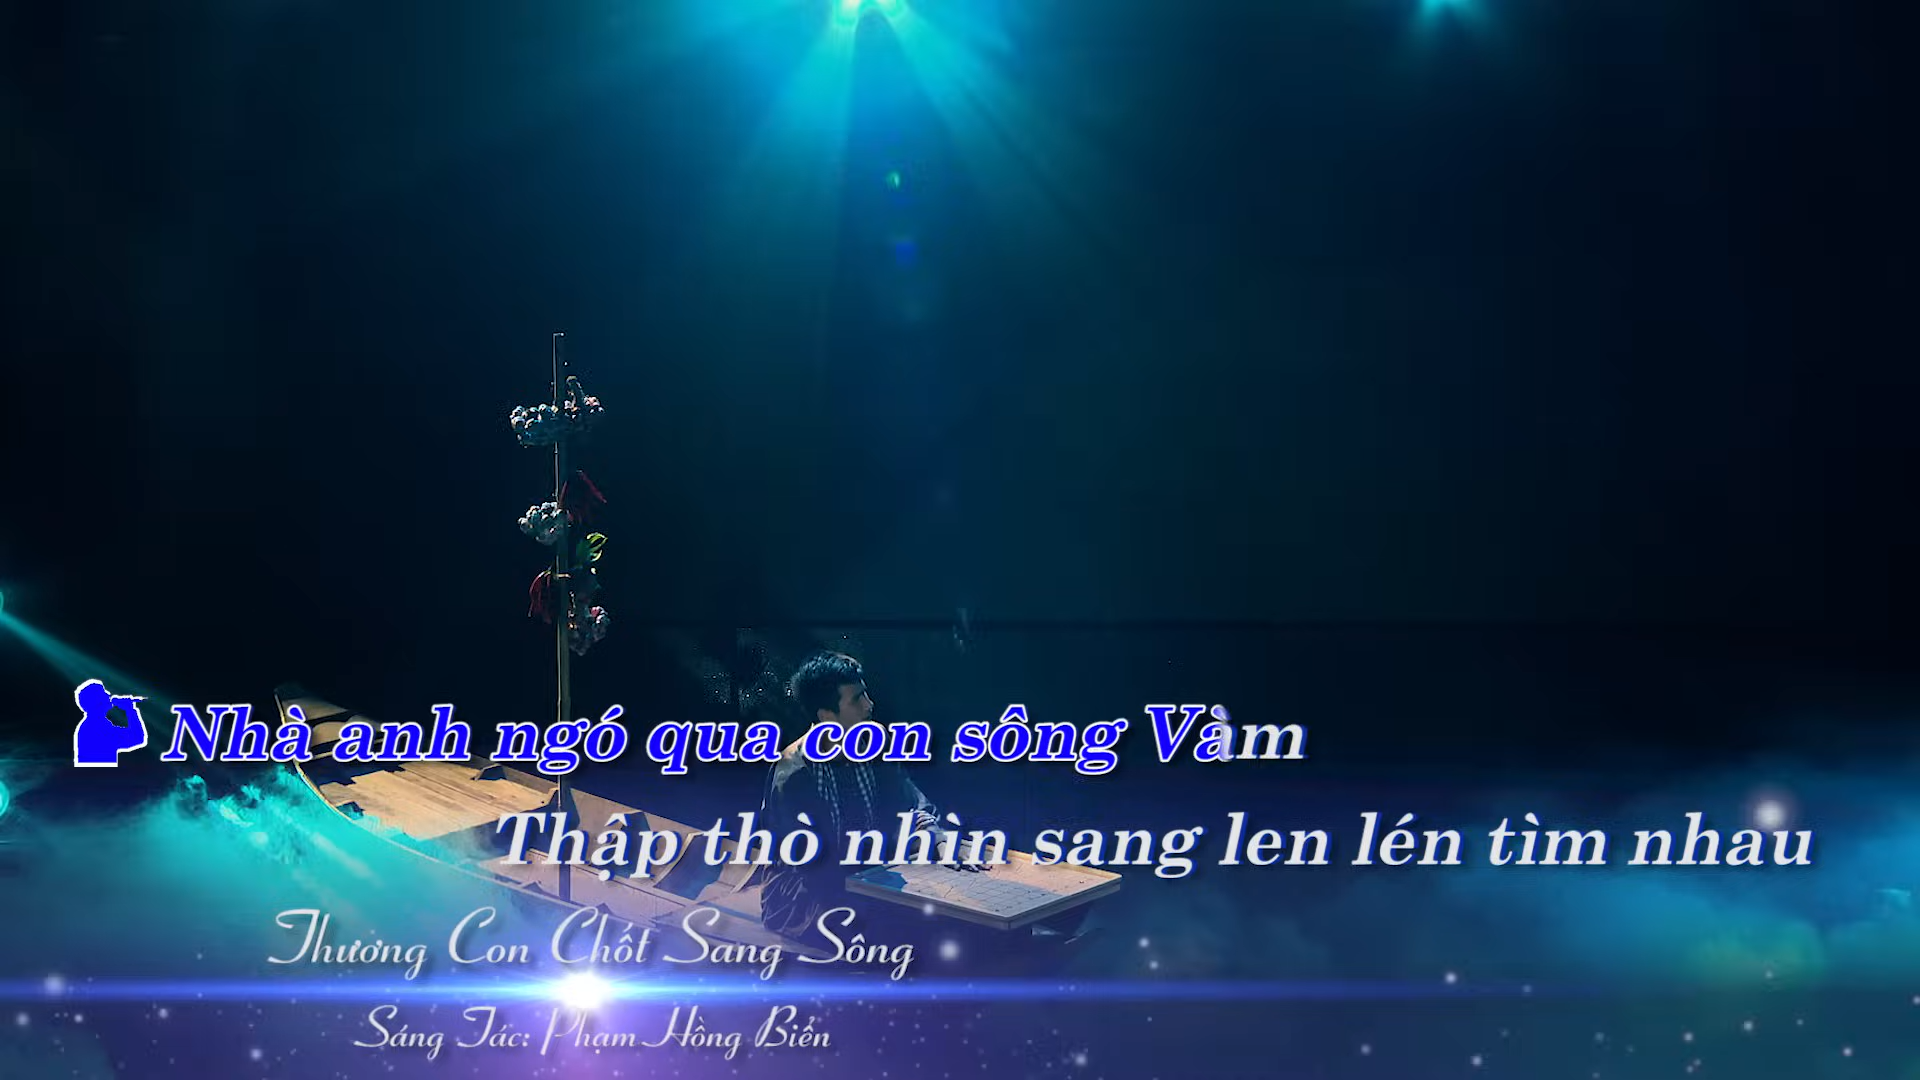 Nhà anh ngó qua con sông Vàm
Thập thò nhìn sang len lén tìm nhau
Thương Con Chốt Sang Sông
Sáng Tác: Phạm Hồng Biển